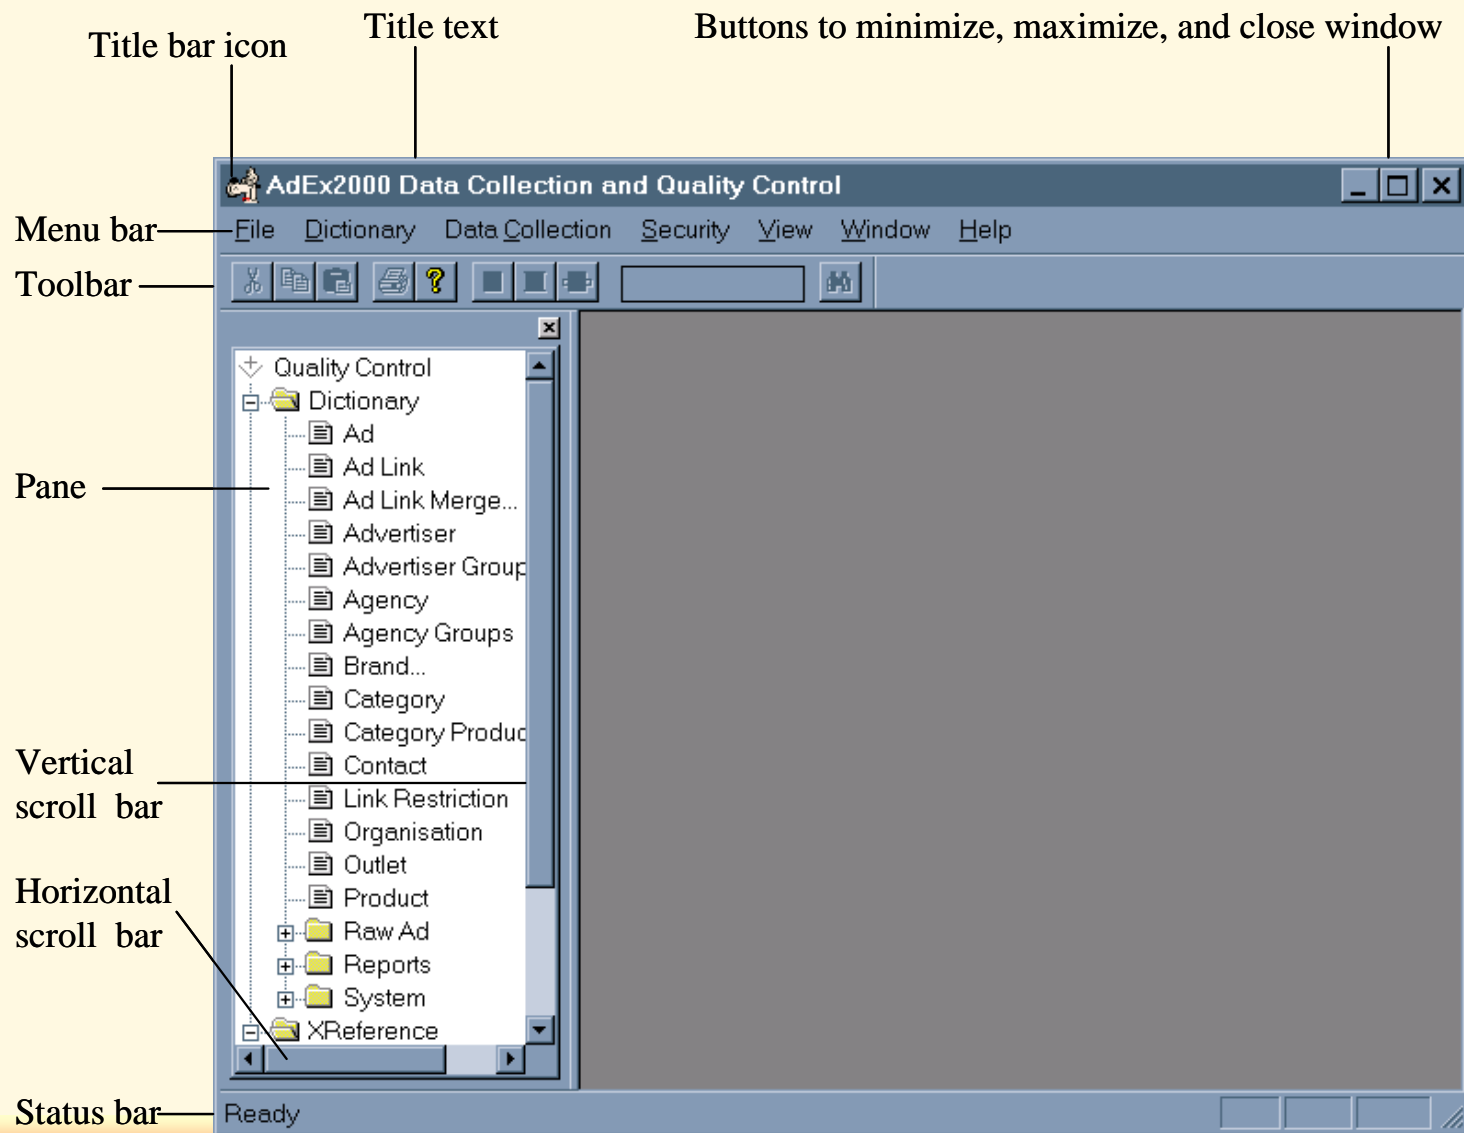 Title bar icon
Title text
Buttons to minimize, maximize, and close window
AdEx2000 Data Collection and Quality Control
Menu bar
File Dictionary Data Collection Security View Window Help
Toolbar
Quality Control
Dictionary
Ad
Ad Link
Pane
Ad Link Merge...
Advertiser
Advertiser Group
Agency
Agency Groups
Brand...
Category
Category Produc
Vertical
scroll bar
Contact
Link Restriction
Organisation
Outlet
Horizontal
scroll bar
Product
Raw Ad
Reports
System
XReference
Status bar
Ready